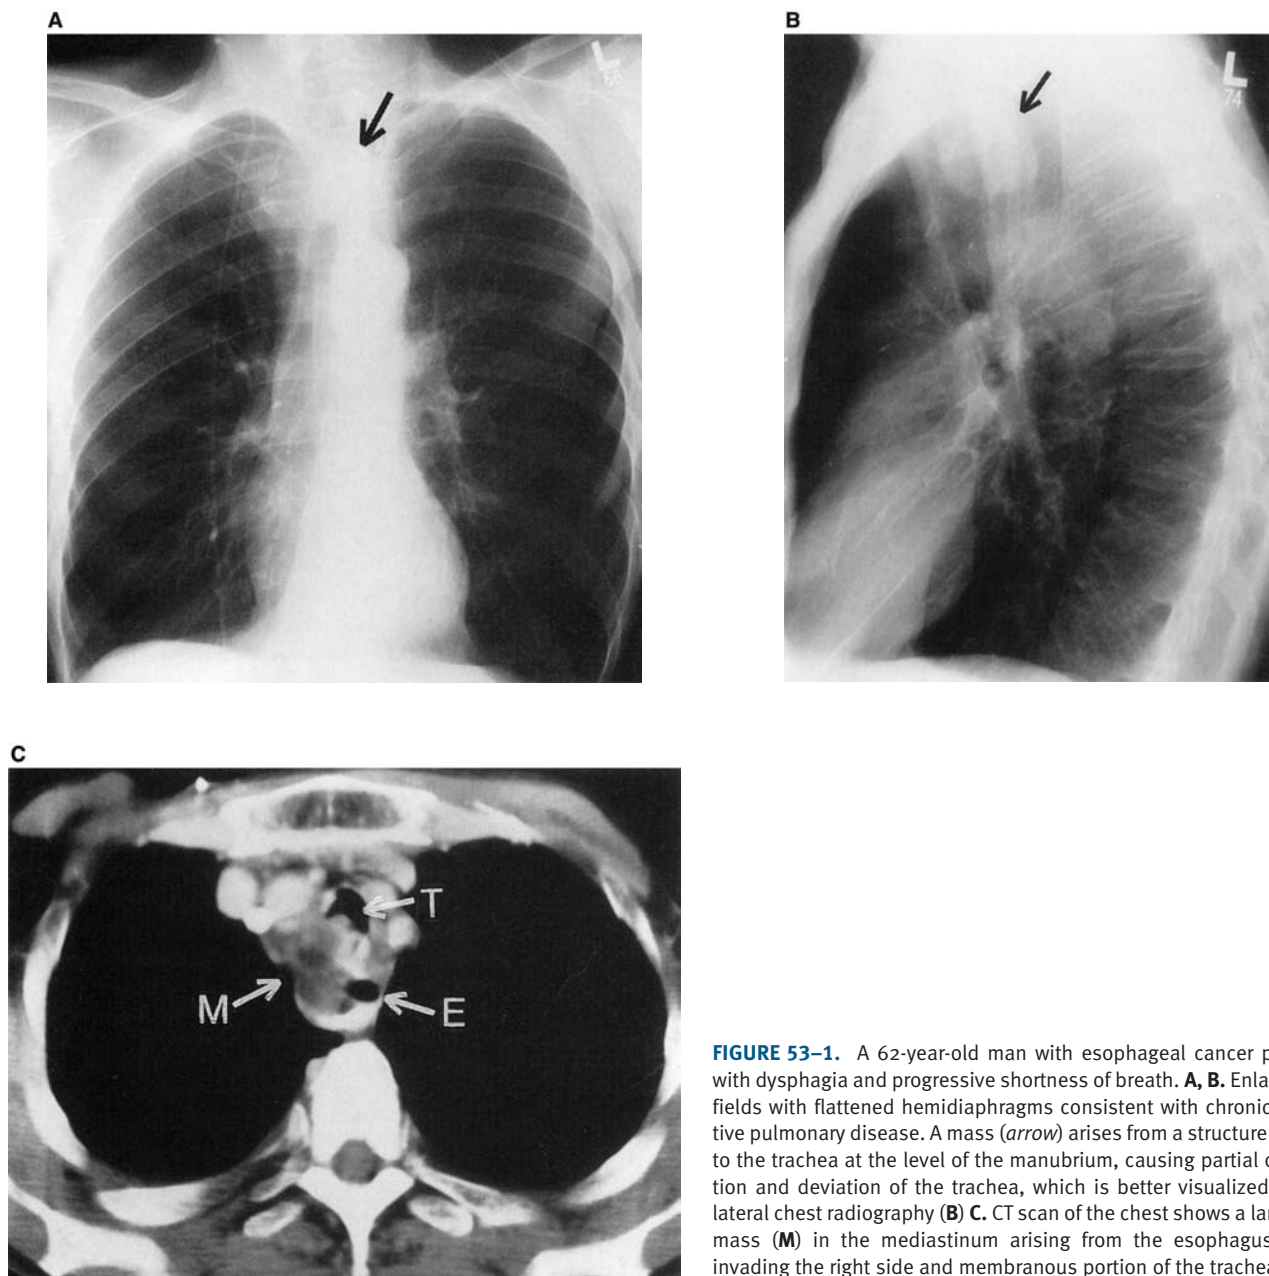 A
B
L
66
L
74
C
T
M
E
FIGURE 53–1. A 62-year-old man with esophageal cancer
with dysphagia and progressive shortness of breath. A, B.
fields with flattened hemidiaphragms consistent with chronic
tive pulmonary disease. A mass (arrow) arises from a structure
to the trachea at the level of the manubrium, causing partial
tion and deviation of the trachea, which is better visualized
lateral chest radiography (B) C. CT scan of the chest shows a
mass (M) in the mediastinum arising from the esophagus
invading the right side and membranous portion of the trachea